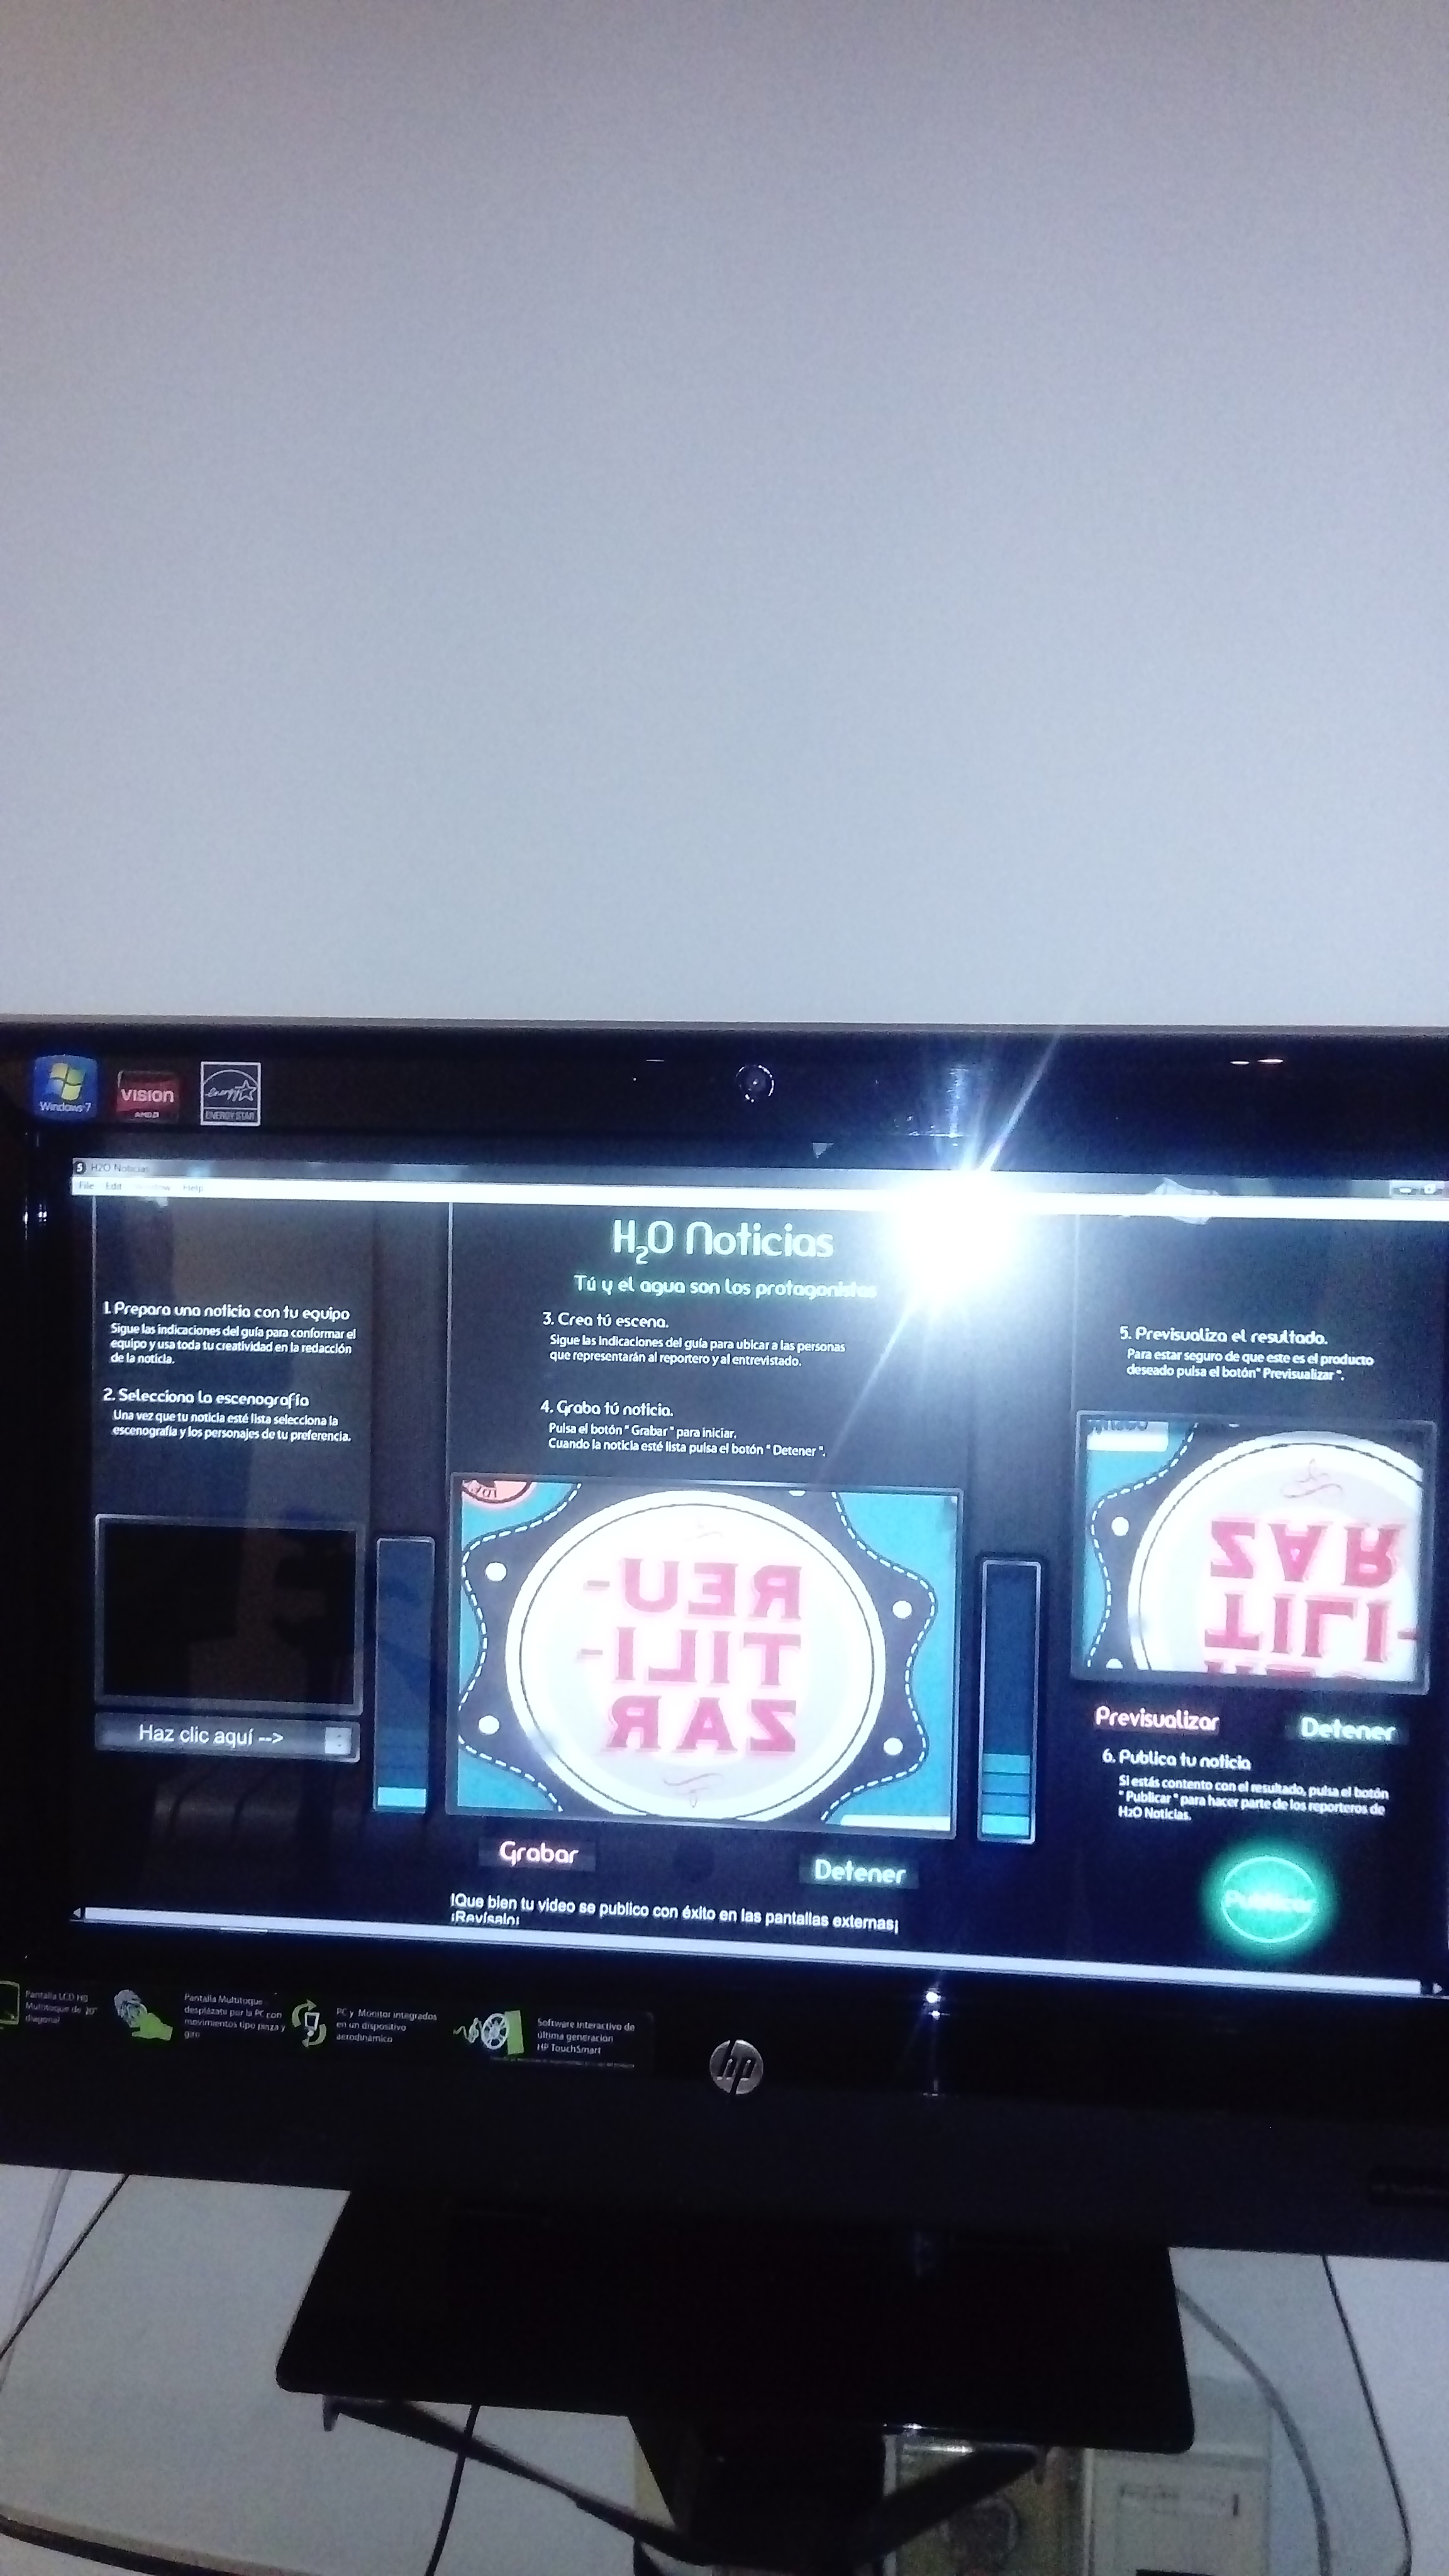 Windows 7
VISION
AMD
energy
ENERGY STAR
H2O Noticias
File Edit Window Help
H2O Noticias
Tú y el agua son los protagonistas
1. Prepara una noticia con tu equipo
Sigue las indicaciones del guía para conformar el
equipo y usa toda tu creatividad en la redacción
de la noticia.
2. Selecciona la escenografía
Una vez que tu noticia esté lista selecciona la
escenografía y los personajes de tu preferencia.
Haz clic aquí -->
3. Crea tú escena.
Sigue las indicaciones del guía para ubicar a las personas
que representarán al reportero y al entrevistado.
4. Graba tú noticia.
Pulsa el botón " Grabar " para iniciar.
Cuando la noticia esté lista pulsa el botón " Detener ".
REU-
TILI-
ZAR
Grabar
Detener
!Que bien tu video se publico con éxito en las pantallas externas¡
¡Revísalo!
5. Previsualiza el resultado.
Para estar seguro de que este es el producto
deseado pulsa el botón" Previsualizar ".
ZAR
TILI-
Previsualizar
Detener
6. Publica tu noticia
Si estás contento con el resultado, pulsa el botón
" Publicar " para hacer parte de los reporteros de
H2O Noticias.
Publicar
Pantalla LCD HQ
Multitoque de 20"
diagonal
Pantalla Multitoque
desplázate por la PC con
movimientos tipo pinza y
giro
PC y Monitor integrados
en un dispositivo
aerodinámico
Software interactivo de
última generación
HP TouchSmart
hp